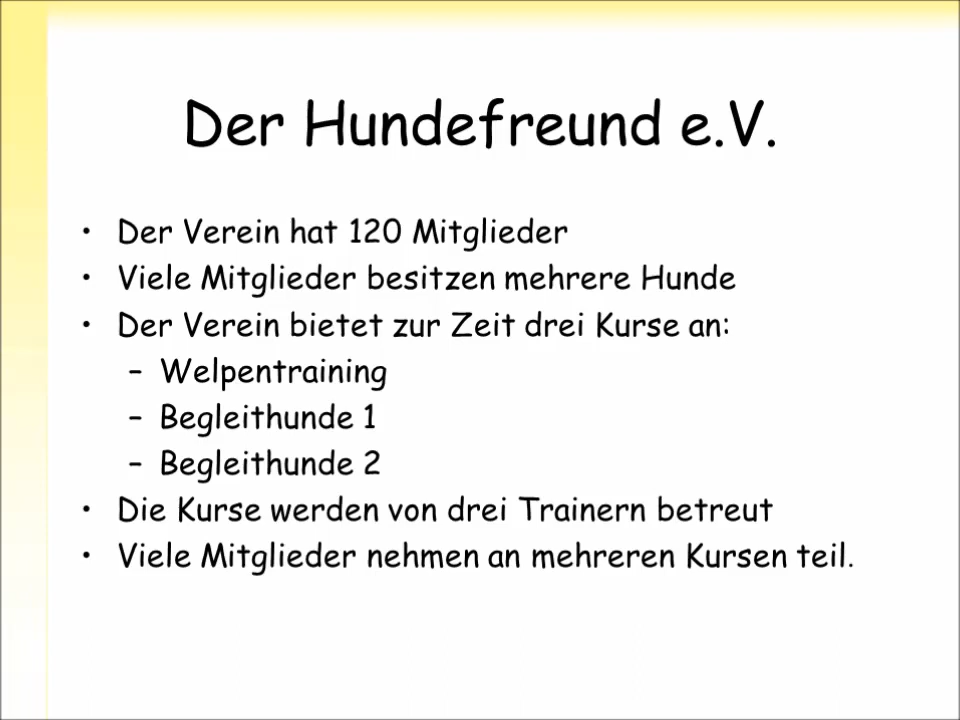 Der Hundefreund e.V.
• Der Verein hat 120 Mitglieder
• Viele Mitglieder besitzen mehrere Hunde
• Der Verein bietet zur Zeit drei Kurse an:
– Welpentraining
– Begleithunde 1
– Begleithunde 2
• Die Kurse werden von drei Trainern betreut
• Viele Mitglieder nehmen an mehreren Kursen teil.